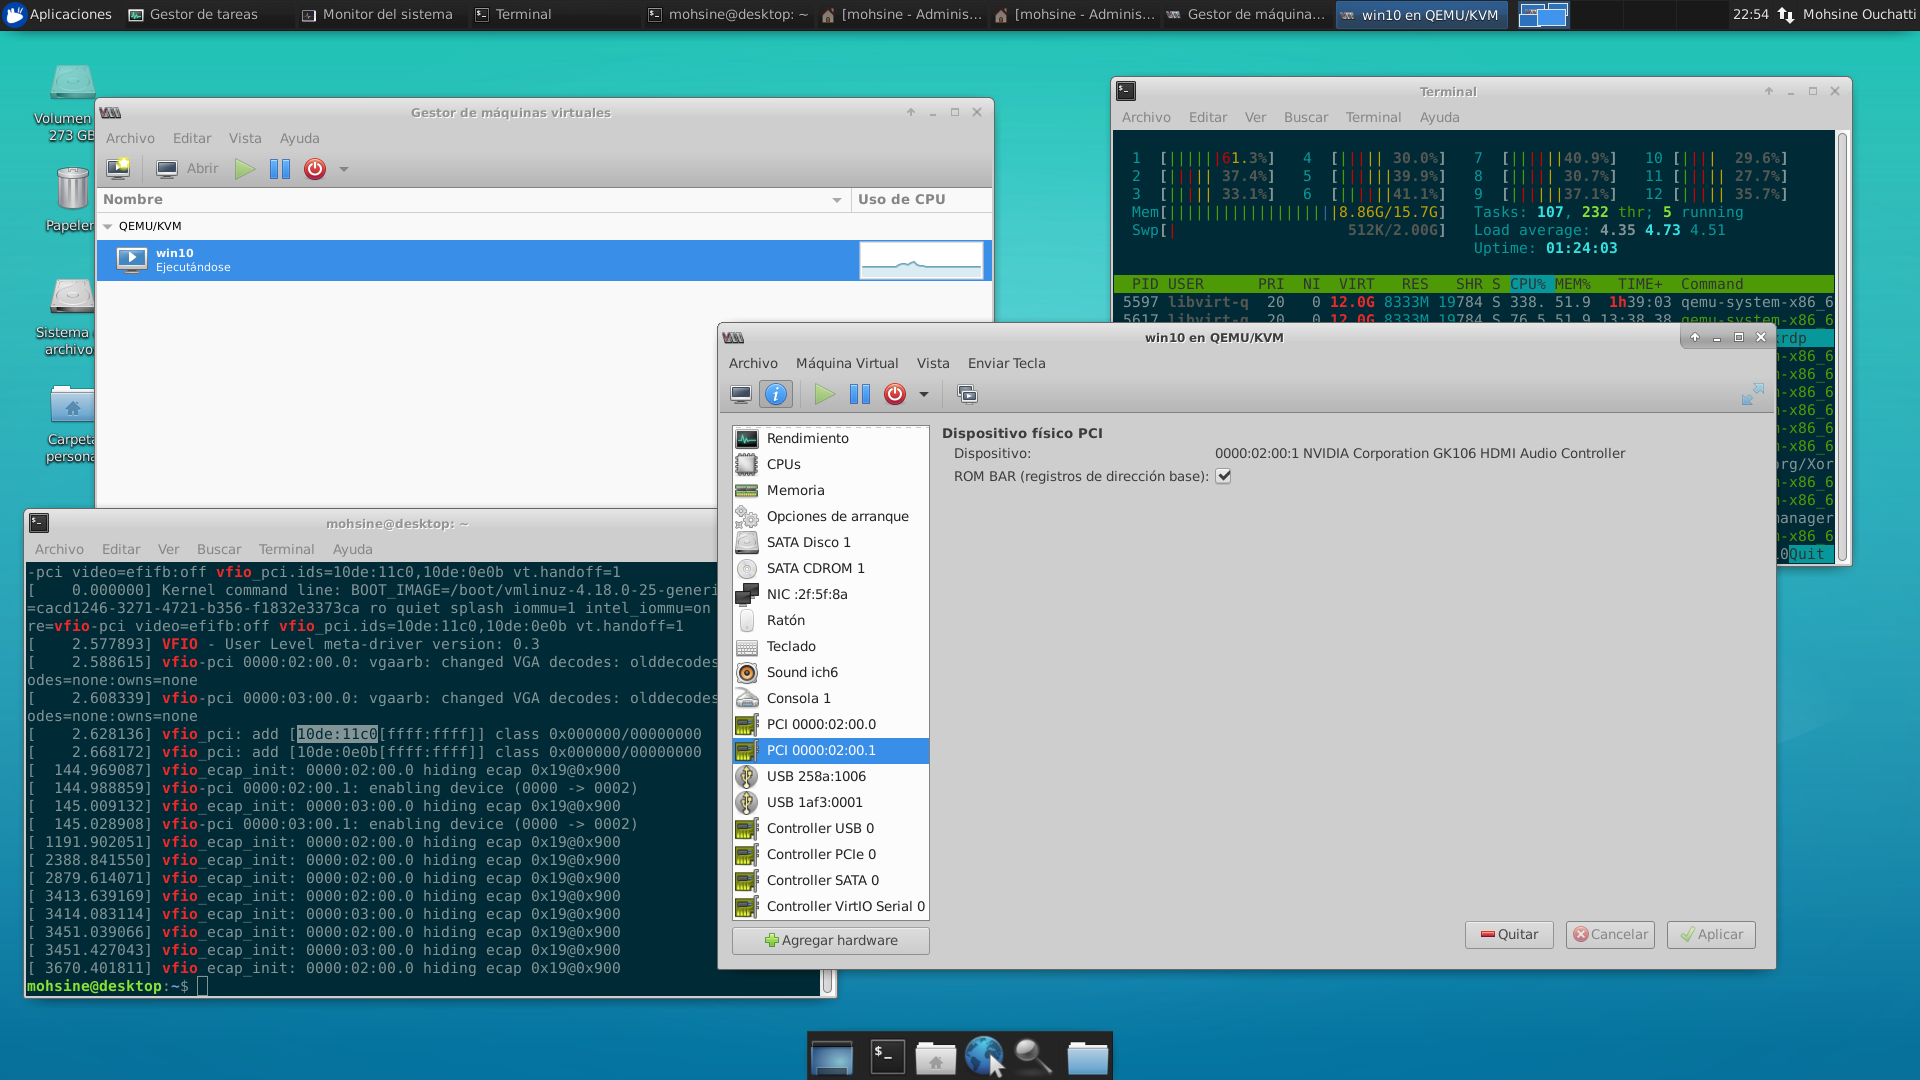 Aplicaciones
Gestor de tareas
Monitor del sistema
Terminal
mohsine@desktop: ~
[mohsine - Adminis...
[mohsine - Adminis...
Gestor de máquina...
win10 en QEMU/KVM
22:54
Mohsine Ouchatti
Volumen
273 GB
Papeler
Sistema
archivo
Carpeta
persona
Gestor de máquinas virtuales
Archivo Editar Vista Ayuda
Abrir
Nombre Uso de CPU
QEMU/KVM
win10
Ejecutándose
Terminal
Archivo Editar Ver Buscar Terminal Ayuda
1 [||||||61.3%] 4 [||||| 30.0%] 7 [||||||40.9%] 10 [|||| 29.6%]
2 [||||| 37.4%] 5 [||||||39.9%] 8 [||||| 30.7%] 11 [|||| 27.7%]
3 [||||| 33.1%] 6 [||||||41.1%] 9 [||||||37.1%] 12 [|||| 35.7%]
Mem[|||||||||||||||||||8.86G/15.7G] Tasks: 107, 232 thr; 5 running
Swp[| 512K/2.00G] Load average: 4.35 4.73 4.51
Uptime: 01:24:03
PID USER PRI NI VIRT RES SHR S CPU% MEM% TIME+ Command
5597 libvirt-q 20 0 12.0G 8333M 19784 S 338. 51.9 1h39:03 qemu-system-x86_6
5617 libvirt-q 20 0 12.0G 8333M 19784 S 76.5 51.9 13:38.38 qemu-system-x86_6
rdp
-x86_6
-x86_6
-x86_6
-x86_6
-x86_6
-x86_6
org/Xor
-x86_6
-x86_6
anager
-x86_6
10Quit
win10 en QEMU/KVM
Archivo Máquina Virtual Vista Enviar Tecla
Rendimiento
CPUs
Memoria
Opciones de arranque
SATA Disco 1
SATA CDROM 1
NIC :2f:5f:8a
Ratón
Teclado
Sound ich6
Consola 1
PCI 0000:02:00.0
PCI 0000:02:00.1
USB 258a:1006
USB 1af3:0001
Controller USB 0
Controller PCIe 0
Controller SATA 0
Controller VirtIO Serial 0
Agregar hardware
Dispositivo físico PCI
Dispositivo: 0000:02:00:1 NVIDIA Corporation GK106 HDMI Audio Controller
ROM BAR (registros de dirección base):
Quitar Cancelar Aplicar
mohsine@desktop: ~
Archivo Editar Ver Buscar Terminal Ayuda
-pci video=efifb:off vfio_pci.ids=10de:11c0,10de:0e0b vt.handoff=1
[ 0.000000] Kernel command line: BOOT_IMAGE=/boot/vmlinuz-4.18.0-25-generi
=cacd1246-3271-4721-b356-f1832e3373ca ro quiet splash iommu=1 intel_iommu=on
re=vfio-pci video=efifb:off vfio_pci.ids=10de:11c0,10de:0e0b vt.handoff=1
[ 2.577893] VFIO - User Level meta-driver version: 0.3
[ 2.588615] vfio-pci 0000:02:00.0: vgaarb: changed VGA decodes: olddecodes
odes=none:owns=none
[ 2.608339] vfio-pci 0000:03:00.0: vgaarb: changed VGA decodes: olddecodes
odes=none:owns=none
[ 2.628136] vfio_pci: add [10de:11c0[ffff:ffff]] class 0x000000/00000000
[ 2.668172] vfio_pci: add [10de:0e0b[ffff:ffff]] class 0x000000/00000000
[ 144.969087] vfio_ecap_init: 0000:02:00.0 hiding ecap 0x19@0x900
[ 144.988859] vfio-pci 0000:02:00.1: enabling device (0000 -> 0002)
[ 145.009132] vfio_ecap_init: 0000:03:00.0 hiding ecap 0x19@0x900
[ 145.028908] vfio-pci 0000:03:00.1: enabling device (0000 -> 0002)
[ 1191.902051] vfio_ecap_init: 0000:02:00.0 hiding ecap 0x19@0x900
[ 2388.841550] vfio_ecap_init: 0000:02:00.0 hiding ecap 0x19@0x900
[ 2879.614071] vfio_ecap_init: 0000:02:00.0 hiding ecap 0x19@0x900
[ 3413.639169] vfio_ecap_init: 0000:02:00.0 hiding ecap 0x19@0x900
[ 3414.083114] vfio_ecap_init: 0000:03:00.0 hiding ecap 0x19@0x900
[ 3451.039066] vfio_ecap_init: 0000:02:00.0 hiding ecap 0x19@0x900
[ 3451.427043] vfio_ecap_init: 0000:03:00.0 hiding ecap 0x19@0x900
[ 3670.401811] vfio_ecap_init: 0000:02:00.0 hiding ecap 0x19@0x900
mohsine@desktop:~$